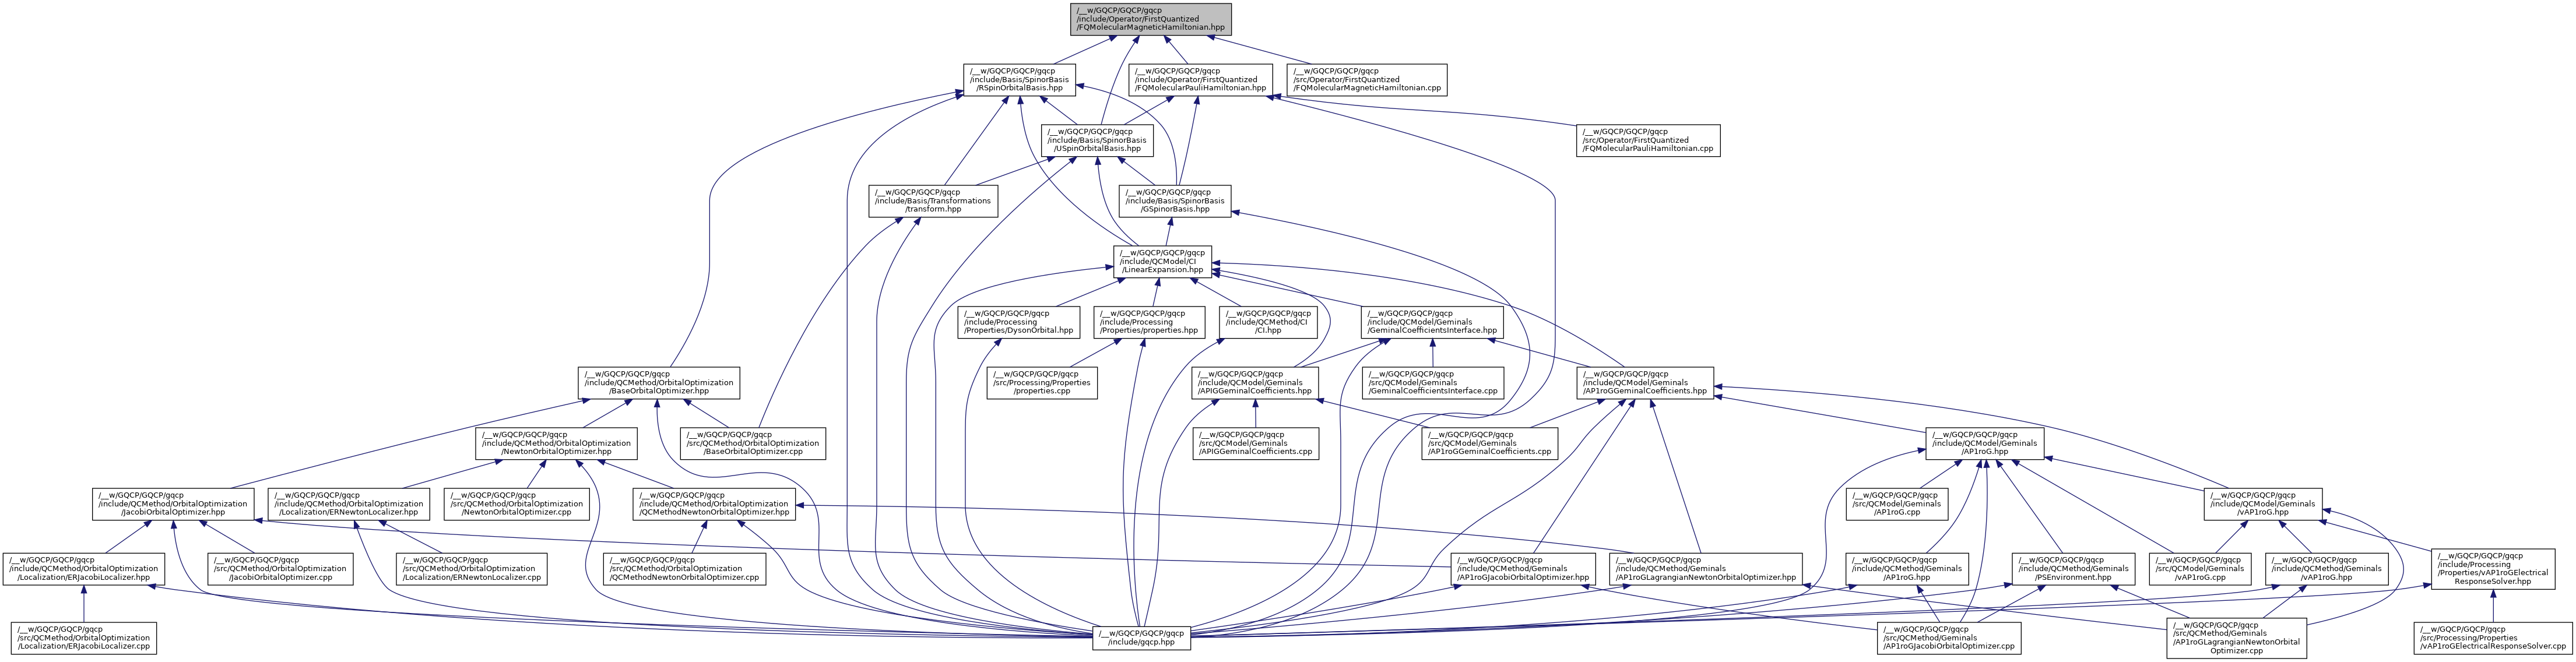 /__w/GQCP/GQCP/gqcp
/include/Operator/FirstQuantized
/FQMolecularMagneticHamiltonian.hpp
/__w/GQCP/GQCP/gqcp
/include/Basis/SpinorBasis
/RSpinOrbitalBasis.hpp
/__w/GQCP/GQCP/gqcp
/include/Operator/FirstQuantized
/FQMolecularPauliHamiltonian.hpp
/__w/GQCP/GQCP/gqcp
/src/Operator/FirstQuantized
/FQMolecularMagneticHamiltonian.cpp
/__w/GQCP/GQCP/gqcp
/include/Basis/SpinorBasis
/USpinOrbitalBasis.hpp
/__w/GQCP/GQCP/gqcp
/src/Operator/FirstQuantized
/FQMolecularPauliHamiltonian.cpp
/__w/GQCP/GQCP/gqcp
/include/Basis/Transformations
/transform.hpp
/__w/GQCP/GQCP/gqcp
/include/Basis/SpinorBasis
/GSpinorBasis.hpp
/__w/GQCP/GQCP/gqcp
/include/QCModel/CI
/LinearExpansion.hpp
/__w/GQCP/GQCP/gqcp
/include/Processing
/Properties/DysonOrbital.hpp
/__w/GQCP/GQCP/gqcp
/include/Processing
/Properties/properties.hpp
/__w/GQCP/GQCP/gqcp
/include/QCMethod/CI
/CI.hpp
/__w/GQCP/GQCP/gqcp
/include/QCModel/Geminals
/GeminalCoefficientsInterface.hpp
/__w/GQCP/GQCP/gqcp
/include/QCMethod/OrbitalOptimization
/BaseOrbitalOptimizer.hpp
/__w/GQCP/GQCP/gqcp
/src/Processing/Properties
/properties.cpp
/__w/GQCP/GQCP/gqcp
/include/QCModel/Geminals
/APIGGeminalCoefficients.hpp
/__w/GQCP/GQCP/gqcp
/src/QCModel/Geminals
/GeminalCoefficientsInterface.cpp
/__w/GQCP/GQCP/gqcp
/include/QCModel/Geminals
/AP1roGGeminalCoefficients.hpp
/__w/GQCP/GQCP/gqcp
/include/QCMethod/OrbitalOptimization
/NewtonOrbitalOptimizer.hpp
/__w/GQCP/GQCP/gqcp
/src/QCMethod/OrbitalOptimization
/BaseOrbitalOptimizer.cpp
/__w/GQCP/GQCP/gqcp
/src/QCModel/Geminals
/APIGGeminalCoefficients.cpp
/__w/GQCP/GQCP/gqcp
/src/QCModel/Geminals
/AP1roGGeminalCoefficients.cpp
/__w/GQCP/GQCP/gqcp
/include/QCModel/Geminals
/AP1roG.hpp
/__w/GQCP/GQCP/gqcp
/include/QCMethod/OrbitalOptimization
/JacobiOrbitalOptimizer.hpp
/__w/GQCP/GQCP/gqcp
/include/QCMethod/OrbitalOptimization
/Localization/ERNewtonLocalizer.hpp
/__w/GQCP/GQCP/gqcp
/src/QCMethod/OrbitalOptimization
/NewtonOrbitalOptimizer.cpp
/__w/GQCP/GQCP/gqcp
/include/QCMethod/OrbitalOptimization
/QCMethodNewtonOrbitalOptimizer.hpp
/__w/GQCP/GQCP/gqcp
/src/QCModel/Geminals
/AP1roG.cpp
/__w/GQCP/GQCP/gqcp
/include/QCModel/Geminals
/vAP1roG.hpp
/__w/GQCP/GQCP/gqcp
/include/QCMethod/OrbitalOptimization
/Localization/ERJacobiLocalizer.hpp
/__w/GQCP/GQCP/gqcp
/src/QCMethod/OrbitalOptimization
/JacobiOrbitalOptimizer.cpp
/__w/GQCP/GQCP/gqcp
/src/QCMethod/OrbitalOptimization
/Localization/ERNewtonLocalizer.cpp
/__w/GQCP/GQCP/gqcp
/src/QCMethod/OrbitalOptimization
/QCMethodNewtonOrbitalOptimizer.cpp
/__w/GQCP/GQCP/gqcp
/include/QCMethod/Geminals
/AP1roGJacobiOrbitalOptimizer.hpp
/__w/GQCP/GQCP/gqcp
/include/QCMethod/Geminals
/AP1roGLagrangianNewtonOrbitalOptimizer.hpp
/__w/GQCP/GQCP/gqcp
/include/QCMethod/Geminals
/AP1roG.hpp
/__w/GQCP/GQCP/gqcp
/include/QCMethod/Geminals
/PSEnvironment.hpp
/__w/GQCP/GQCP/gqcp
/src/QCModel/Geminals
/vAP1roG.cpp
/__w/GQCP/GQCP/gqcp
/include/QCMethod/Geminals
/vAP1roG.hpp
/__w/GQCP/GQCP/gqcp
/include/Processing
/Properties/vAP1roGElectrical
ResponseSolver.hpp
/__w/GQCP/GQCP/gqcp
/src/QCMethod/OrbitalOptimization
/Localization/ERJacobiLocalizer.cpp
/__w/GQCP/GQCP/gqcp
/include/gqcp.hpp
/__w/GQCP/GQCP/gqcp
/src/QCMethod/Geminals
/AP1roGJacobiOrbitalOptimizer.cpp
/__w/GQCP/GQCP/gqcp
/src/QCMethod/Geminals
/AP1roGLagrangianNewtonOrbital
Optimizer.cpp
/__w/GQCP/GQCP/gqcp
/src/Processing/Properties
/vAP1roGElectricalResponseSolver.cpp